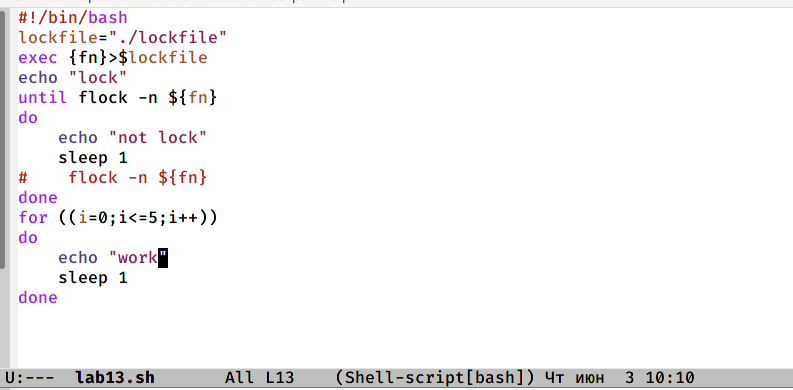 #!/bin/bash
lockfile="./lockfile"
exec {fn}>$lockfile
echo "lock"
until flock -n ${fn}
do
    echo "not lock"
    sleep 1
#    flock -n ${fn}
done
for ((i=0;i<=5;i++))
do
    echo "work"
    sleep 1
done
U:---  lab13.sh       All L13    (Shell-script[bash]) Чт июн  3 10:10